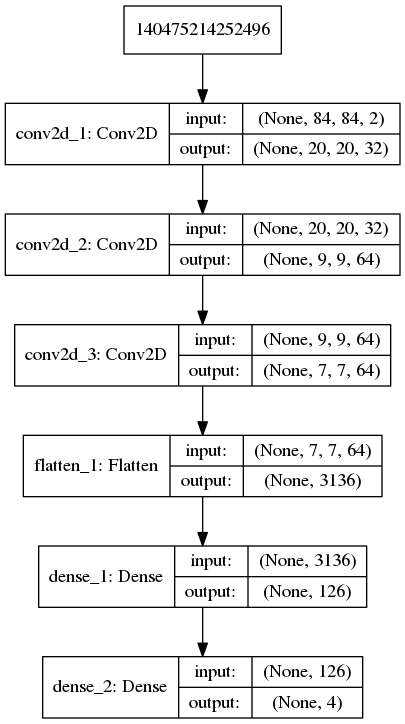 140475214252496
conv2d_1: Conv2D
input:
(None, 84, 84, 2)
output:
(None, 20, 20, 32)
conv2d_2: Conv2D
input:
(None, 20, 20, 32)
output:
(None, 9, 9, 64)
conv2d_3: Conv2D
input:
(None, 9, 9, 64)
output:
(None, 7, 7, 64)
flatten_1: Flatten
input:
(None, 7, 7, 64)
output:
(None, 3136)
dense_1: Dense
input:
(None, 3136)
output:
(None, 126)
dense_2: Dense
input:
(None, 126)
output:
(None, 4)